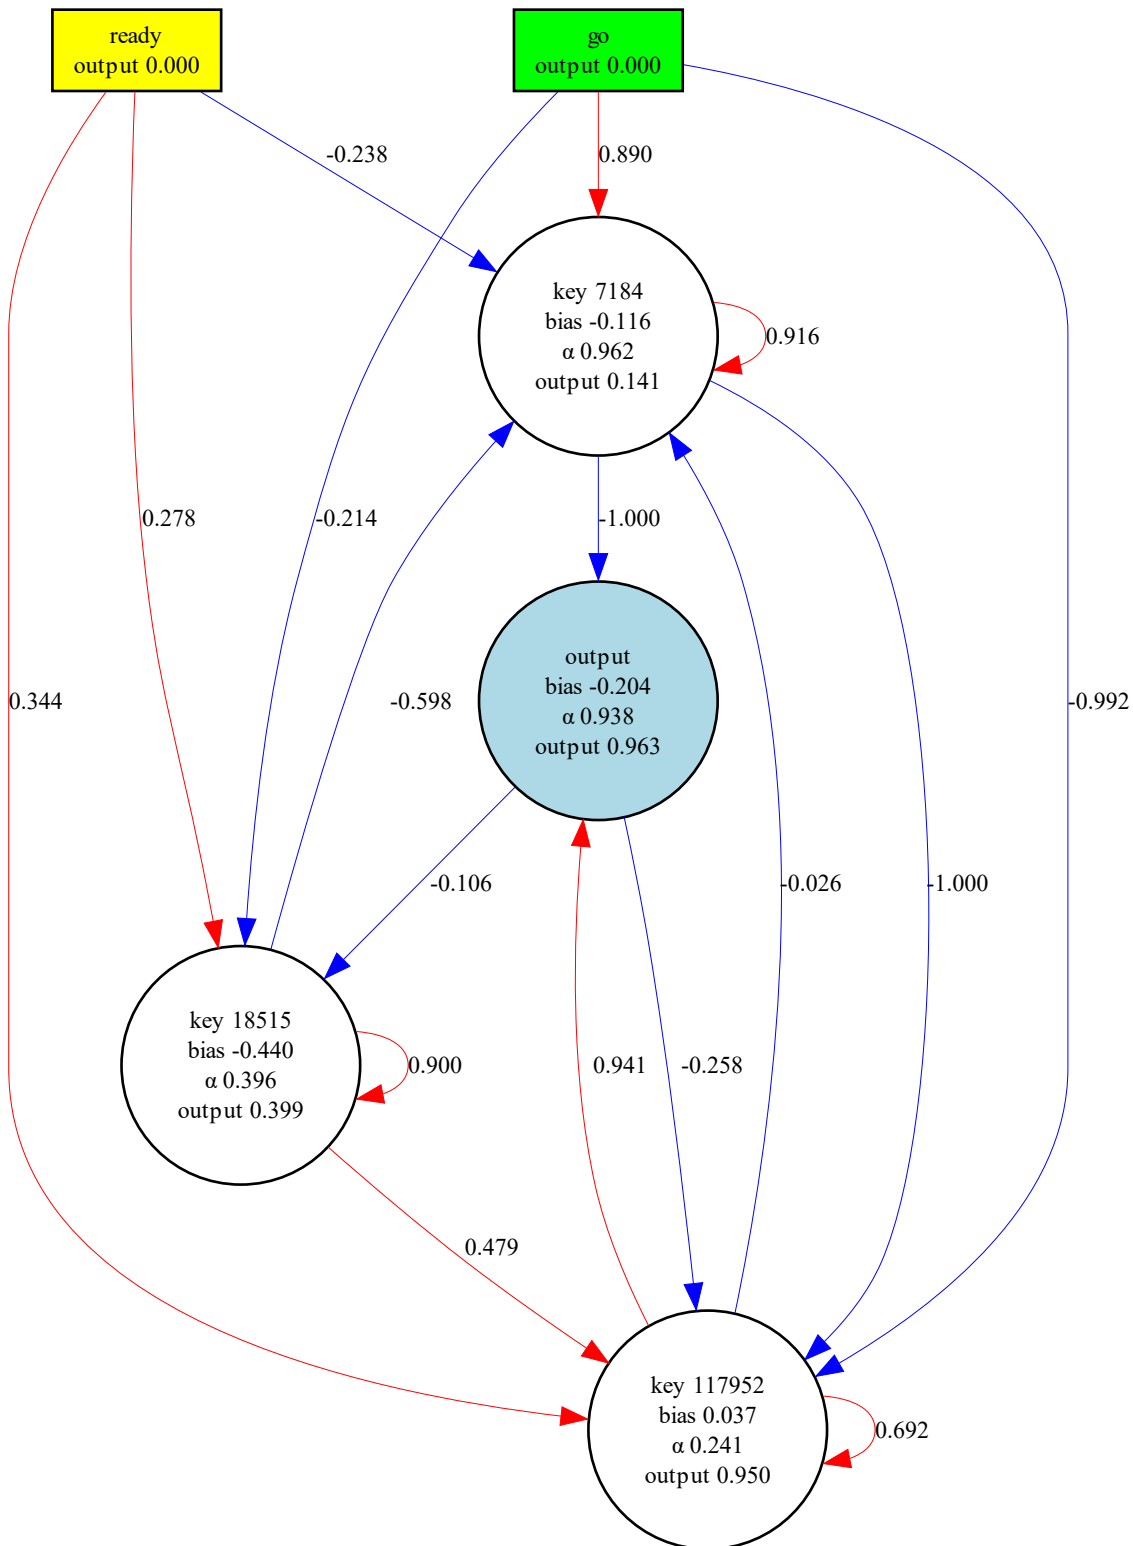 ready
output 0.000
go
output 0.000
-0.238
0.890
key 7184
bias -0.116
α 0.962
output 0.141
0.916
0.278
-0.214
-1.000
0.344
-0.598
output
bias -0.204
α 0.938
output 0.963
-0.992
-0.106
-0.026
-1.000
key 18515
bias -0.440
α 0.396
output 0.399
0.900
0.941
-0.258
0.479
key 117952
bias 0.037
α 0.241
output 0.950
0.692